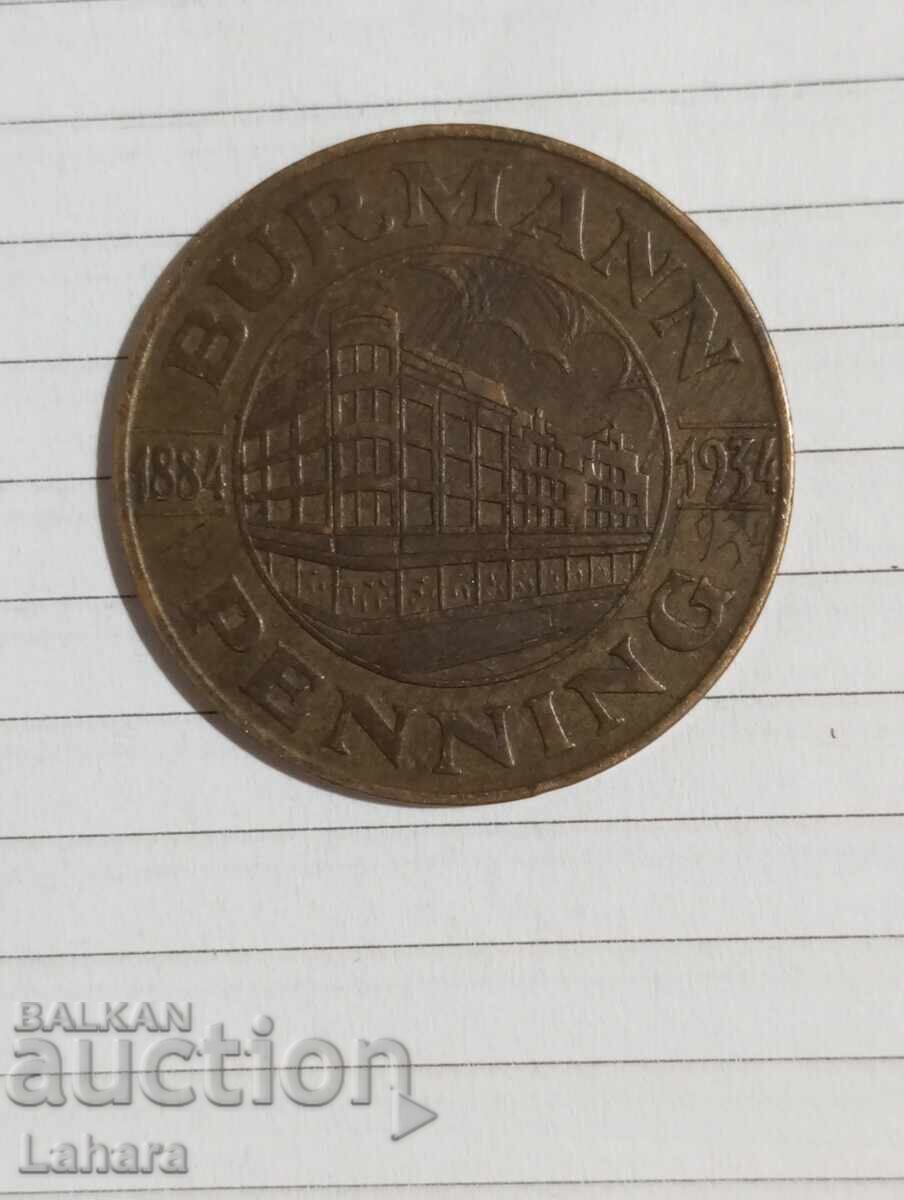 BURMANN
1884 1934
PENNING
BALKAN
auction
Lahara